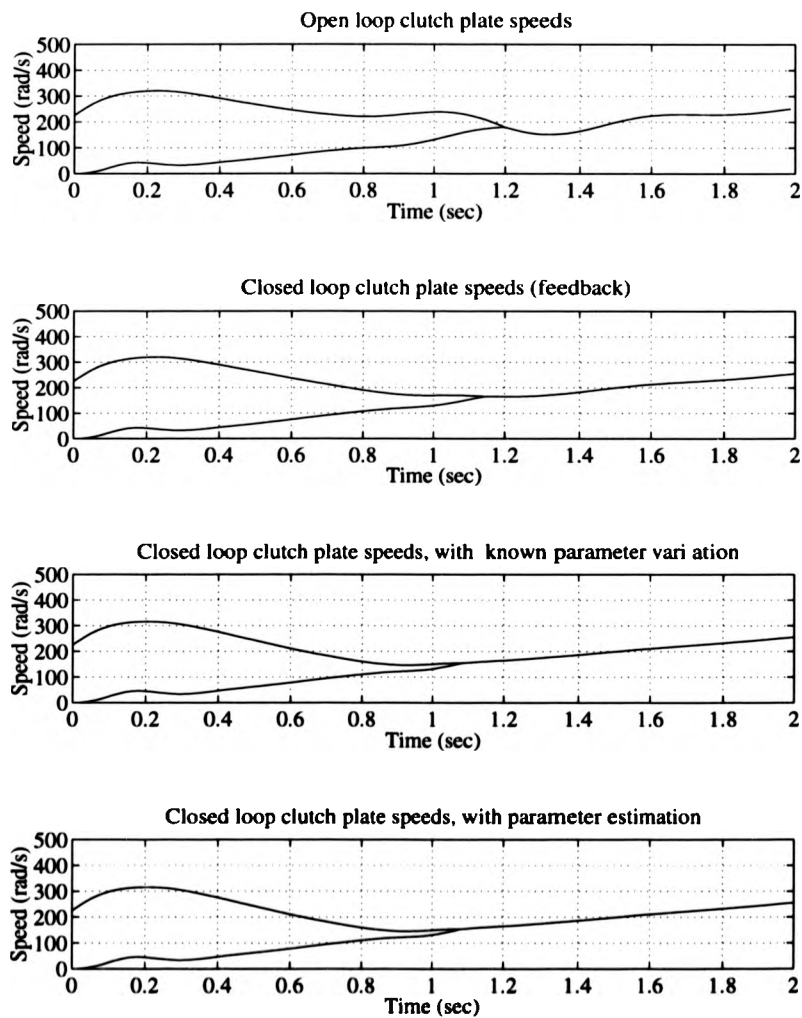 Open loop clutch plate speeds
Speed (rad/s)
500
400
300
200
100
0
0 0.2 0.4 0.6 0.8 1 1.2 1.4 1.6 1.8 2
Time (sec)
Closed loop clutch plate speeds (feedback)
Speed (rad/s)
500
400
300
200
100
0
0 0.2 0.4 0.6 0.8 1 1.2 1.4 1.6 1.8 2
Time (sec)
Closed loop clutch plate speeds, with known parameter vari ation
Speed (rad/s)
500
400
300
200
100
0
0 0.2 0.4 0.6 0.8 1 1.2 1.4 1.6 1.8 2
Time (sec)
Closed loop clutch plate speeds, with parameter estimation
Speed (rad/s)
500
400
300
200
100
0
0 0.2 0.4 0.6 0.8 1 1.2 1.4 1.6 1.8 2
Time (sec)